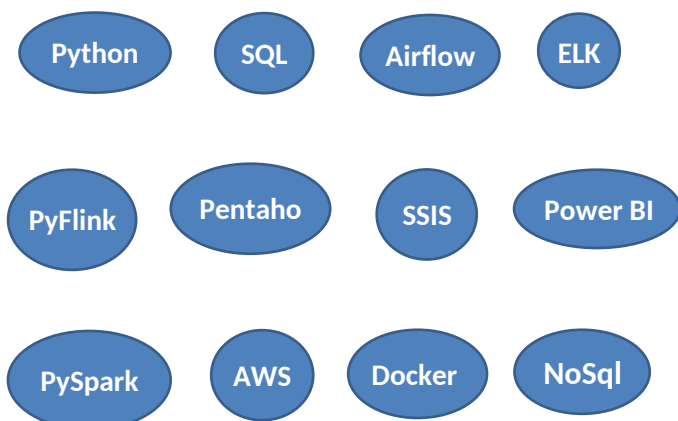 Python
SQL
Airflow
ELK
PyFlink
Pentaho
SSIS
Power BI
PySpark
AWS
Docker
NoSql